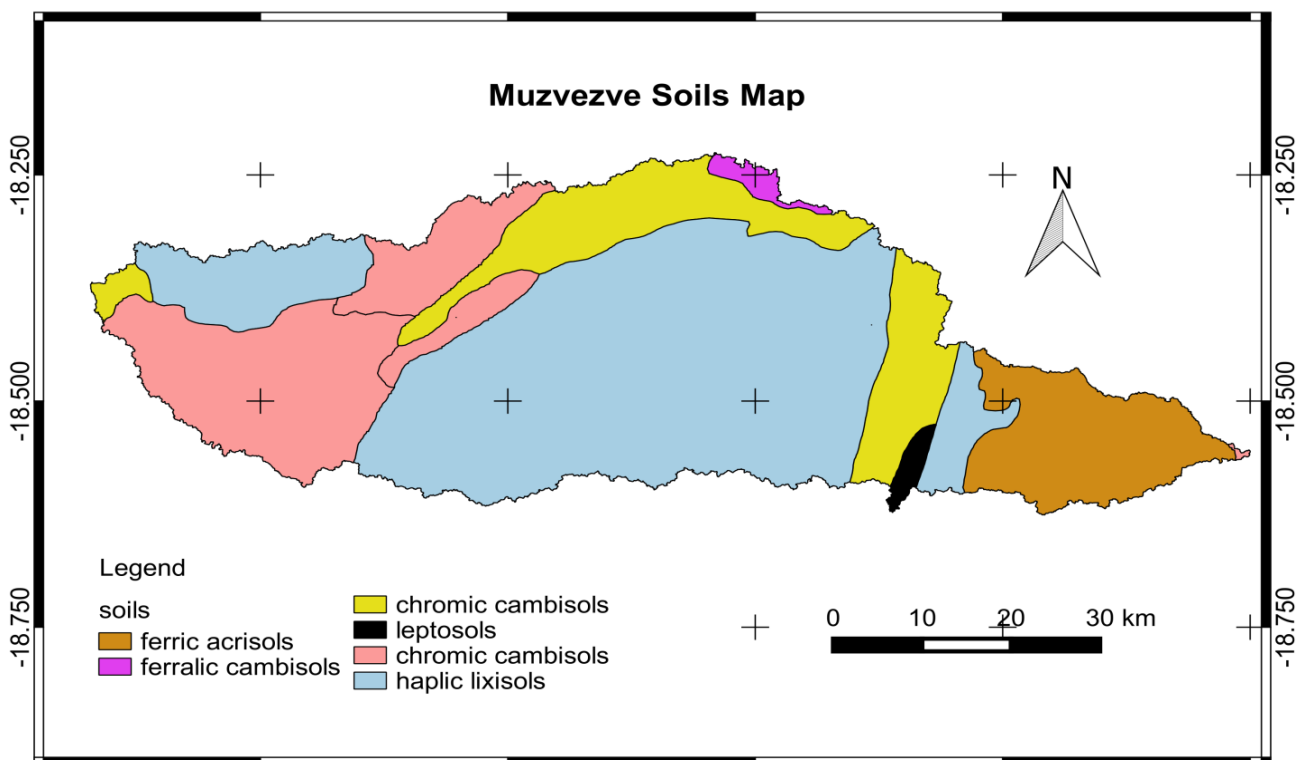 Muzvezve Soils Map
-18.250
-18.250
N
-18.500
-18.500
-18.750
-18.750
Legend
soils
ferric acrisols
ferralic cambisols
chromic cambisols
leptosols
chromic cambisols
haplic lixisols
0 10 20 30 km